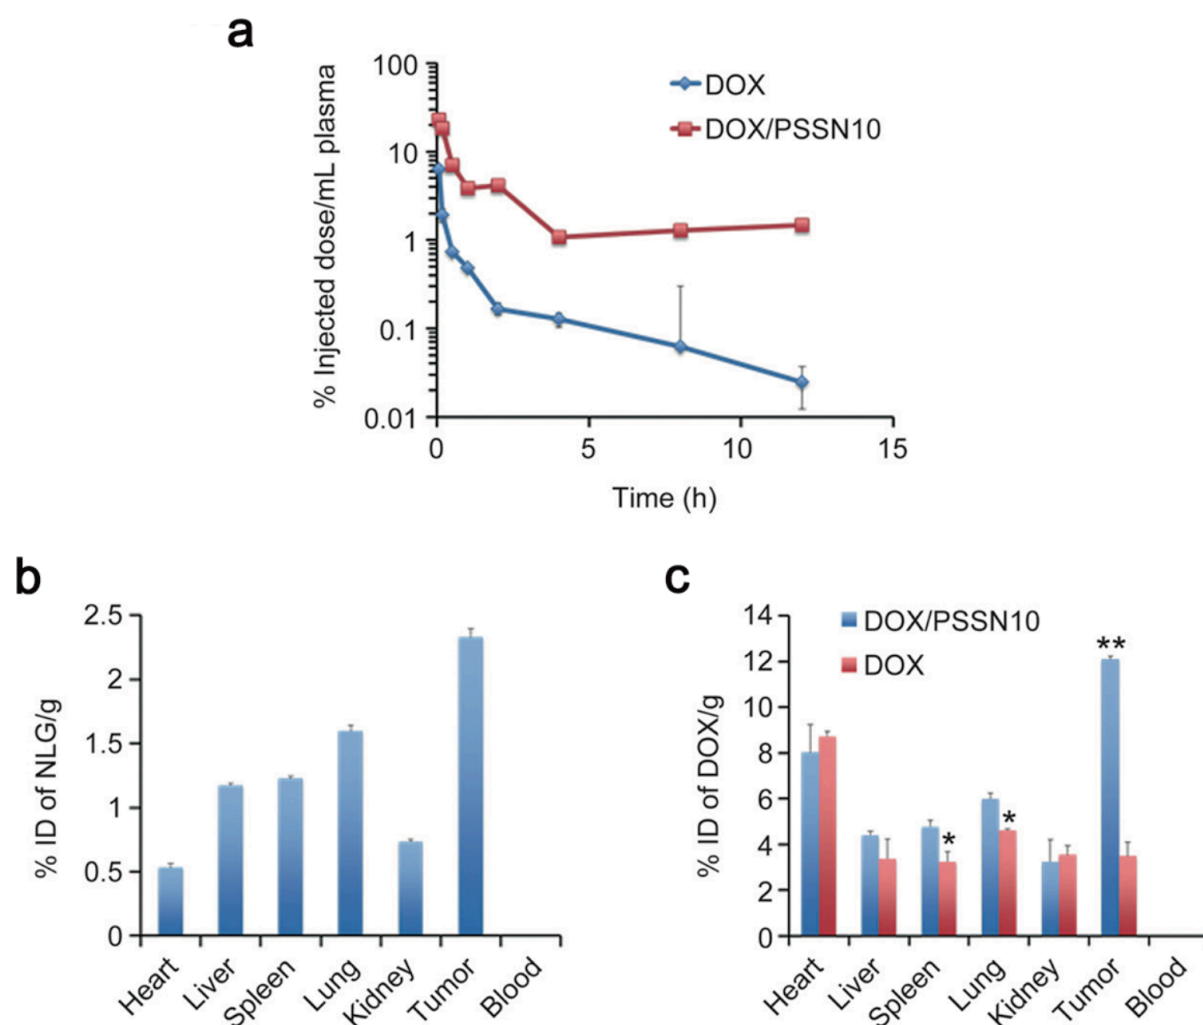 a
% Injected dose/mL plasma
100
10
1
0.1
0.01
DOX
DOX/PSSN10
0 5 10 15
Time (h)
b
% ID of NLG/g
2.5
2
1.5
1
0.5
0
Heart Liver Spleen Lung Kidney Tumor Blood
c
% ID of DOX/g
14
12
10
8
6
4
2
0
DOX/PSSN10
DOX
*
*
**
Heart Liver Spleen Lung Kidney Tumor Blood